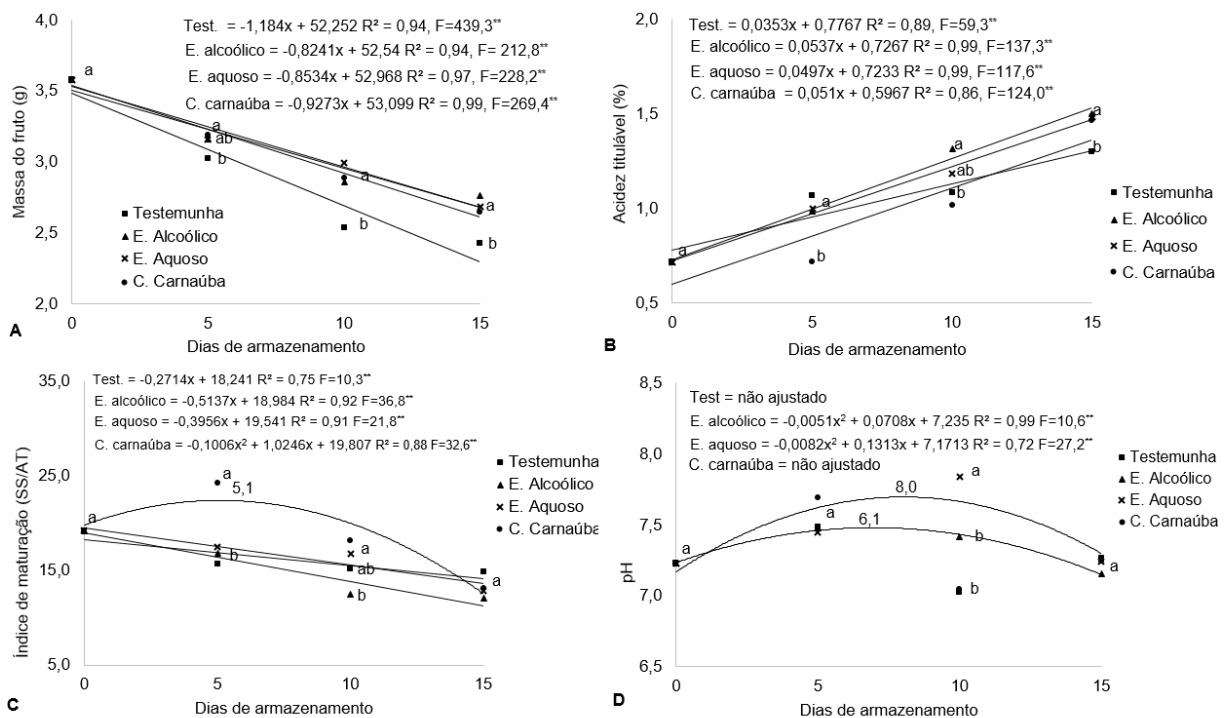 Test. = -1,184x + 52,252 R² = 0,94, F=439,3**
E. alcoólico = -0,8241x + 52,54 R² = 0,94, F= 212,8**
E. aquoso = -0,8534x + 52,968 R² = 0,97, F=228,2**
C. carnaúba = -0,9273x + 53,099 R² = 0,99, F=269,4**
Massa do fruto (g)
4,0
3,5
3,0
2,5
2,0
a
a
ab
b
a
b
a
b
Testemunha
E. Alcoólico
E. Aquoso
C. Carnaúba
0
5
10
15
Dias de armazenamento
A
Test. = 0,0353x + 0,7767 R² = 0,89, F=59,3**
E. alcoólico = 0,0537x + 0,7267 R² = 0,99, F=137,3**
E. aquoso = 0,0497x + 0,7233 R² = 0,99, F=117,6**
C. carnaúba = 0,051x + 0,5967 R² = 0,86, F=124,0**
Acidez titulável (%)
2,0
1,5
1,0
0,5
a
a
b
a
ab
b
a
b
Testemunha
E. Alcoólico
E. Aquoso
C. Carnaúba
0
5
10
15
Dias de armazenamento
B
Test. = -0,2714x + 18,241 R² = 0,75 F=10,3**
E. alcoólico = -0,5137x + 18,984 R² = 0,92 F=36,8**
E. aquoso = -0,3956x + 19,541 R² = 0,91 F=21,8**
C. carnaúba = -0,1006x² + 1,0246x + 19,807 R² = 0,88 F=32,6**
Índice de maturação (SS/AT)
35,0
25,0
15,0
5,0
a
a
5,1
b
a
ab
b
a
Testemunha
E. Alcoólico
E. Aquoso
C. Carnaúba
0
5
10
15
Dias de armazenamento
C
Test = não ajustado
E. alcoólico = -0,0051x² + 0,0708x + 7,235 R² = 0,99 F=10,6**
E. aquoso = -0,0082x² + 0,1313x + 7,1713 R² = 0,72 F=27,2**
C. carnaúba = não ajustado
pH
8,5
8,0
7,5
7,0
6,5
a
a
8,0
6,1
a
b
b
a
Testemunha
E. Alcoólico
E. Aquoso
C. Carnaúba
0
5
10
15
Dias de armazenamento
D